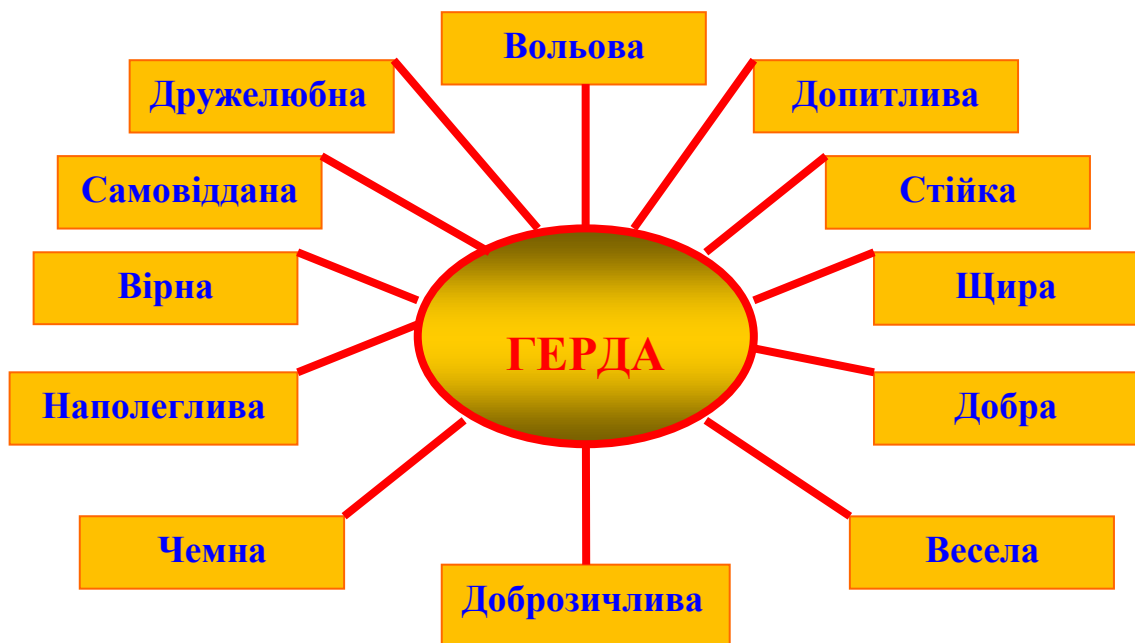 Вольова
Дружелюбна
Допитлива
Самовіддана
Стійка
Вірна
Щира
ГЕРДА
Наполеглива
Добра
Чемна
Весела
Доброзичлива